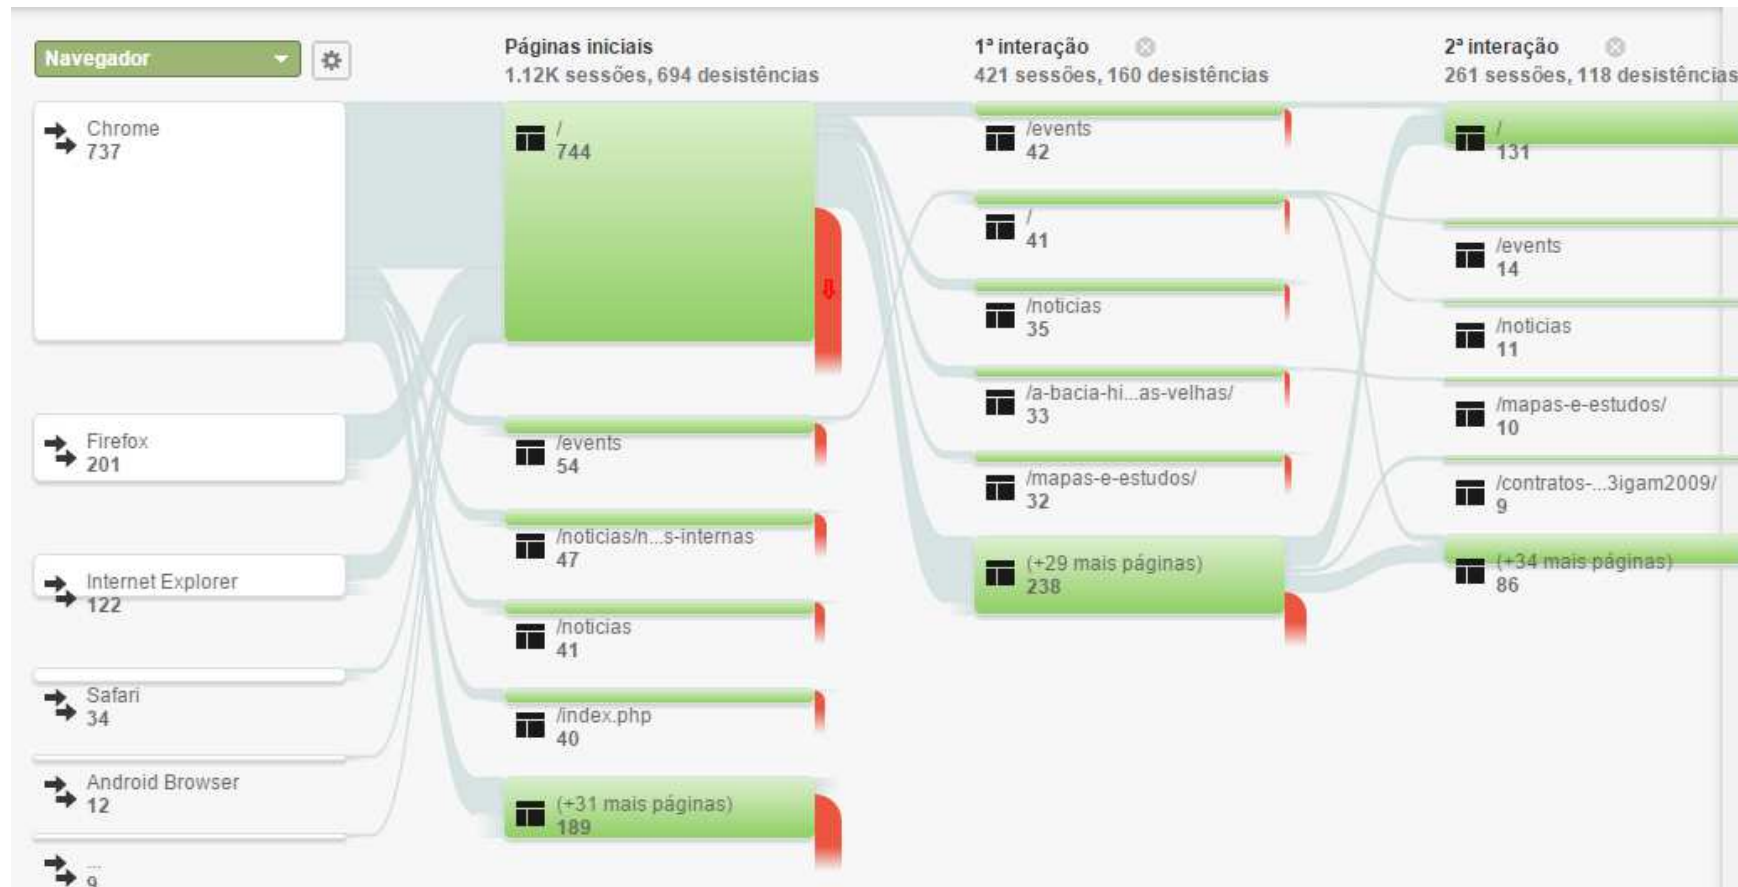 Navegador
Chrome
737
Firefox
201
Internet Explorer
122
Safari
34
Android Browser
12
...
9
Páginas iniciais
1.12K sessões, 694 desistências
/
744
/events
54
/noticias/n...s-internas
47
/noticias
41
/index.php
40
(+31 mais páginas)
189
1ª interação
421 sessões, 160 desistências
/events
42
/
41
/noticias
35
/a-bacia-hi...as-velhas/
33
/mapas-e-estudos/
32
(+29 mais páginas)
238
2ª interação
261 sessões, 118 desistências
/
131
/events
14
/noticias
11
/mapas-e-estudos/
10
/contratos-...3igam2009/
9
(+34 mais páginas)
86